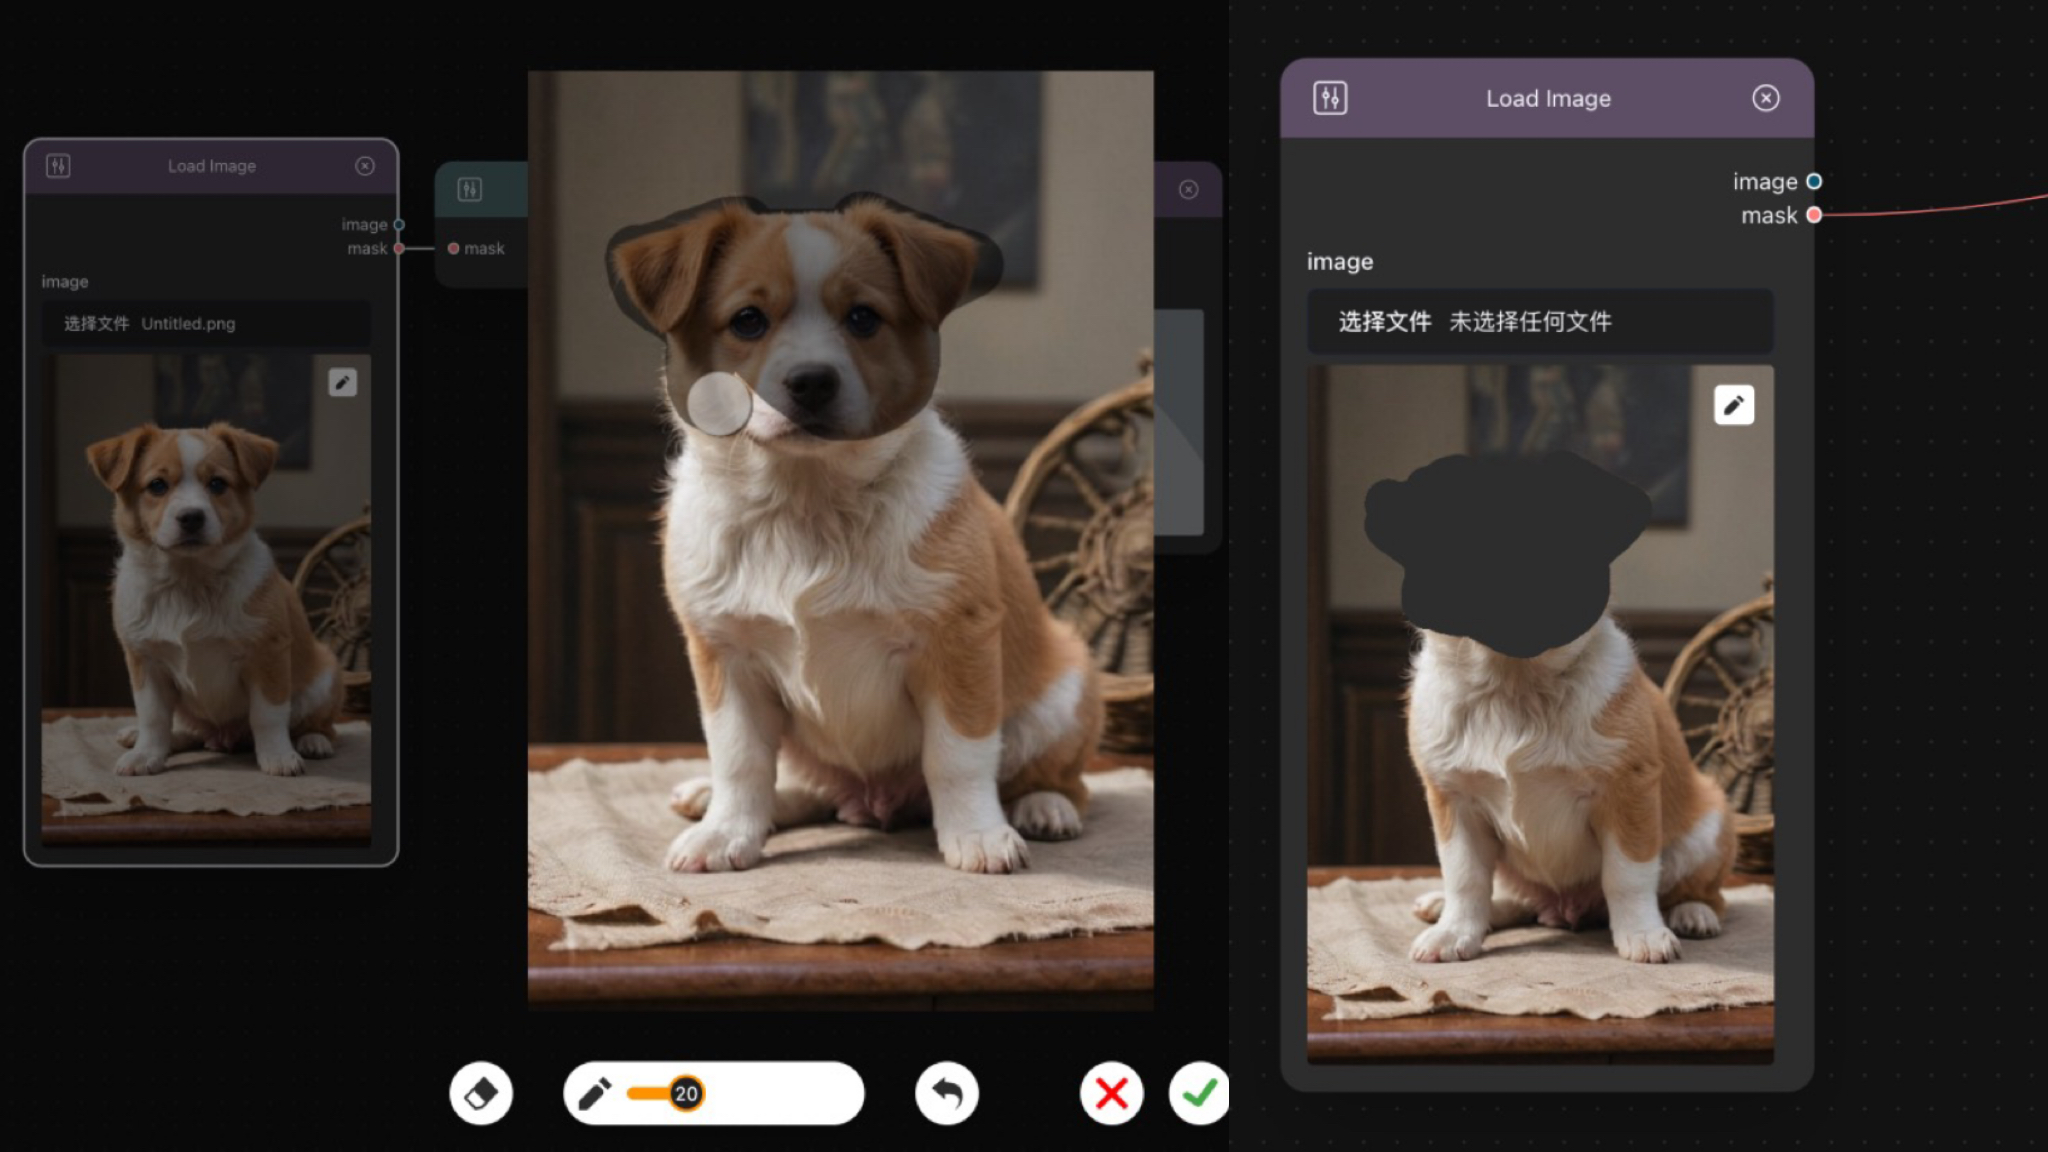 Load Image
image
mask
mask
image
选择文件 Untitled.png
20
Load Image
image
mask
image
选择文件 未选择任何文件